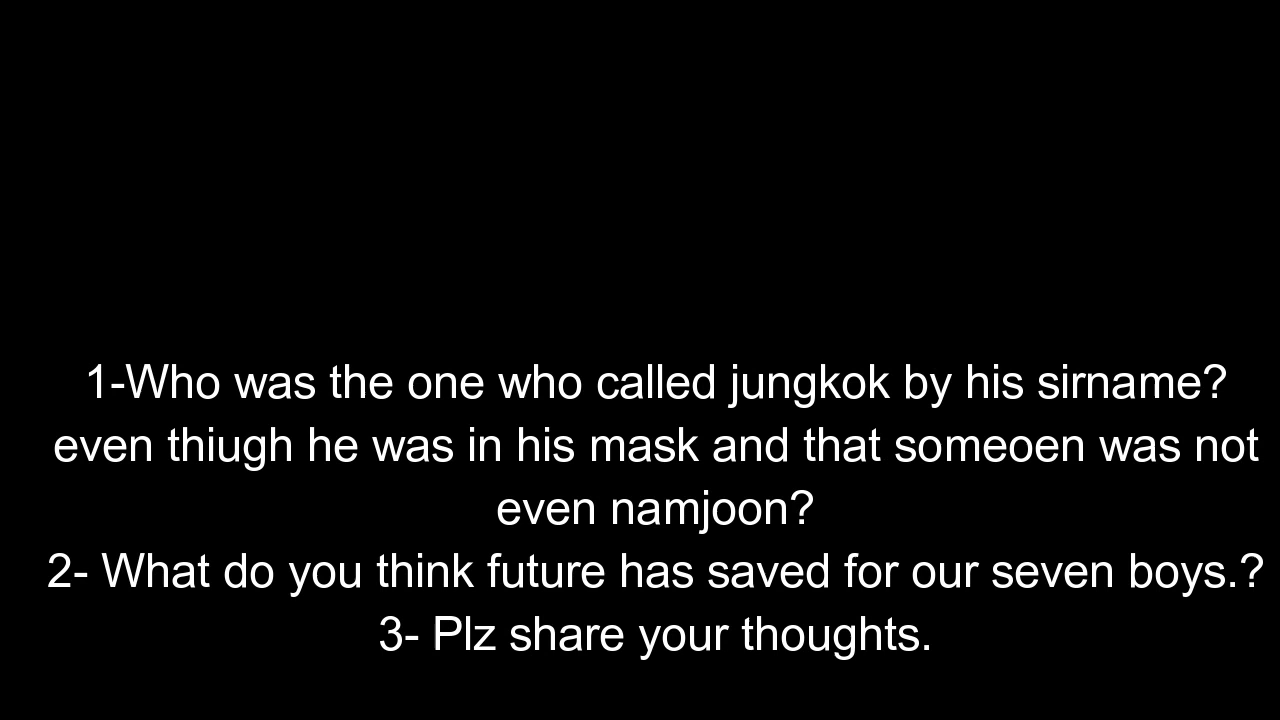 1-Who was the one who called jungkok by his sirname?
even thiugh he was in his mask and that someoen was not
even namjoon?
2- What do you think future has saved for our seven boys.?
3- Plz share your thoughts.